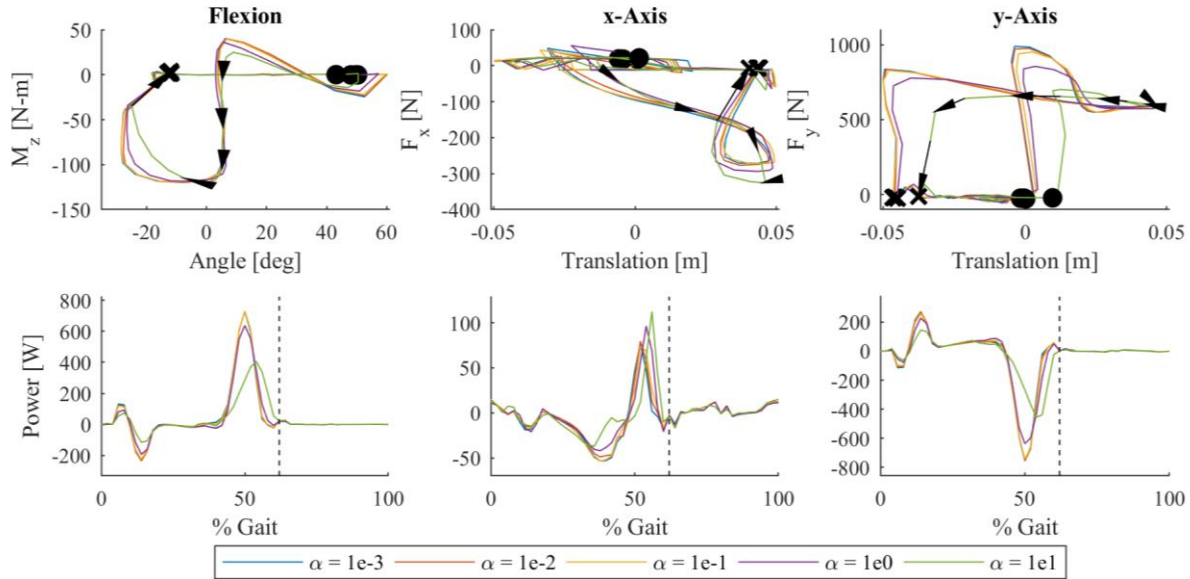 Flexion
x-Axis
y-Axis
50
0
-50
-100
-150
M_z [N-m]
-20 0 20 40 60
Angle [deg]
100
0
-100
-200
-300
-400
F_x [N]
-0.05 0 0.05
Translation [m]
1000
500
0
F_y [N]
-0.05 0 0.05
Translation [m]
800
600
400
200
0
-200
Power [W]
0 50 100
% Gait
100
50
0
-50
0 50 100
% Gait
200
0
-200
-400
-600
-800
0 50 100
% Gait
α = 1e-3 α = 1e-2 α = 1e-1 α = 1e0 α = 1e1